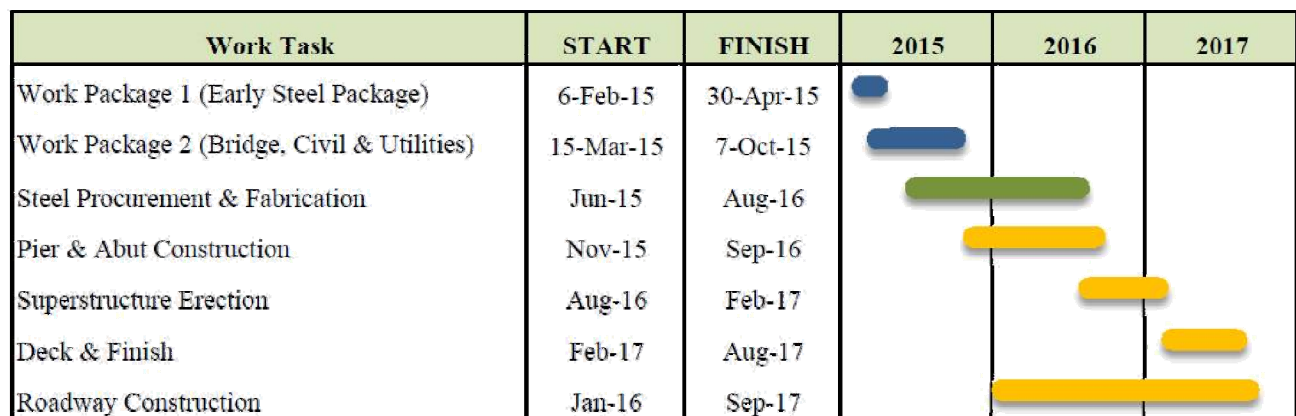 Work Task START FINISH 2015 2016 2017
Work Package 1 (Early Steel Package) 6-Feb-15 30-Apr-15
Work Package 2 (Bridge, Civil & Utilities) 15-Mar-15 7-Oct-15
Steel Procurement & Fabrication Jun-15 Aug-16
Pier & Abut Construction Nov-15 Sep-16
Superstructure Erection Aug-16 Feb-17
Deck & Finish Feb-17 Aug-17
Roadway Construction Jan-16 Sep-17